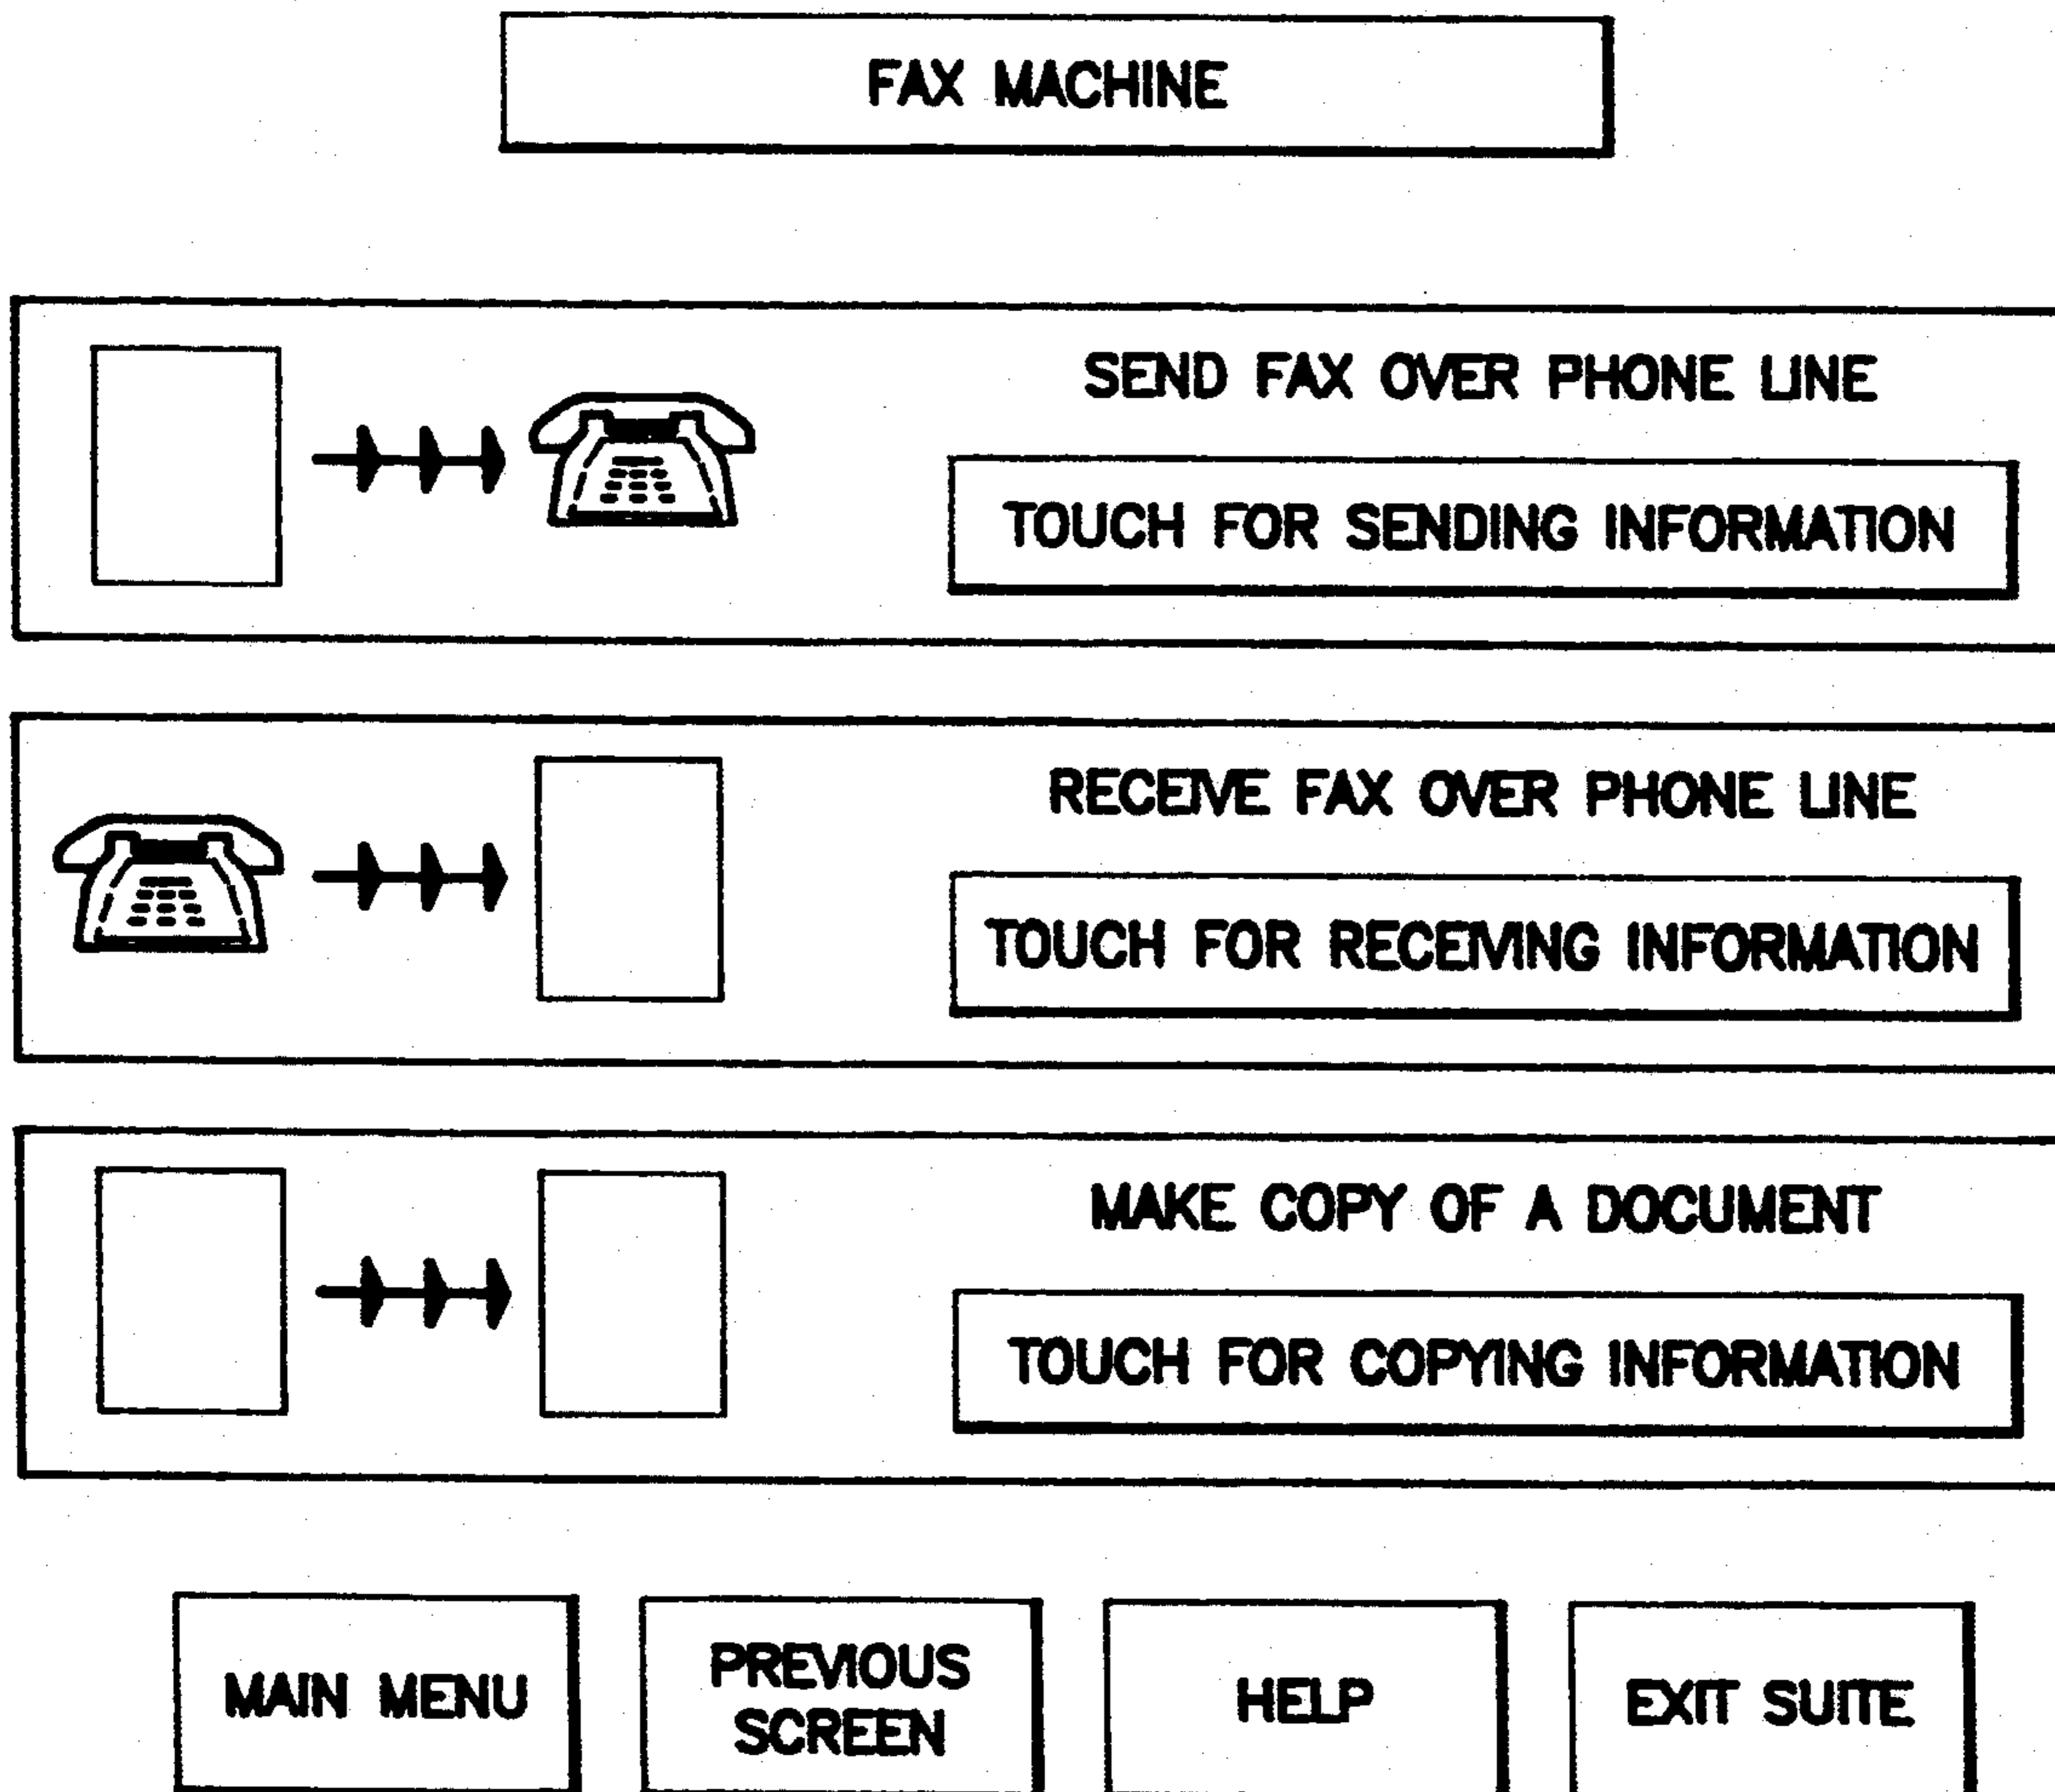 FAX MACHINE
SEND FAX OVER PHONE LINE
TOUCH FOR SENDING INFORMATION
RECEIVE FAX OVER PHONE LINE
TOUCH FOR RECEIVING INFORMATION
MAKE COPY OF A DOCUMENT
TOUCH FOR COPYING INFORMATION
MAIN MENU
PREVIOUS
SCREEN
HELP
EXIT SUITE